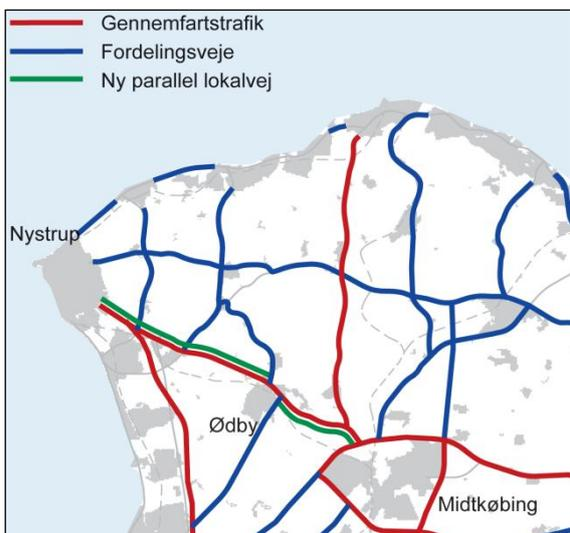 Gennemfartstrafik
Fordelingsveje
Ny parallel lokalvej
Nystrup
Ødby
Midtkøbing